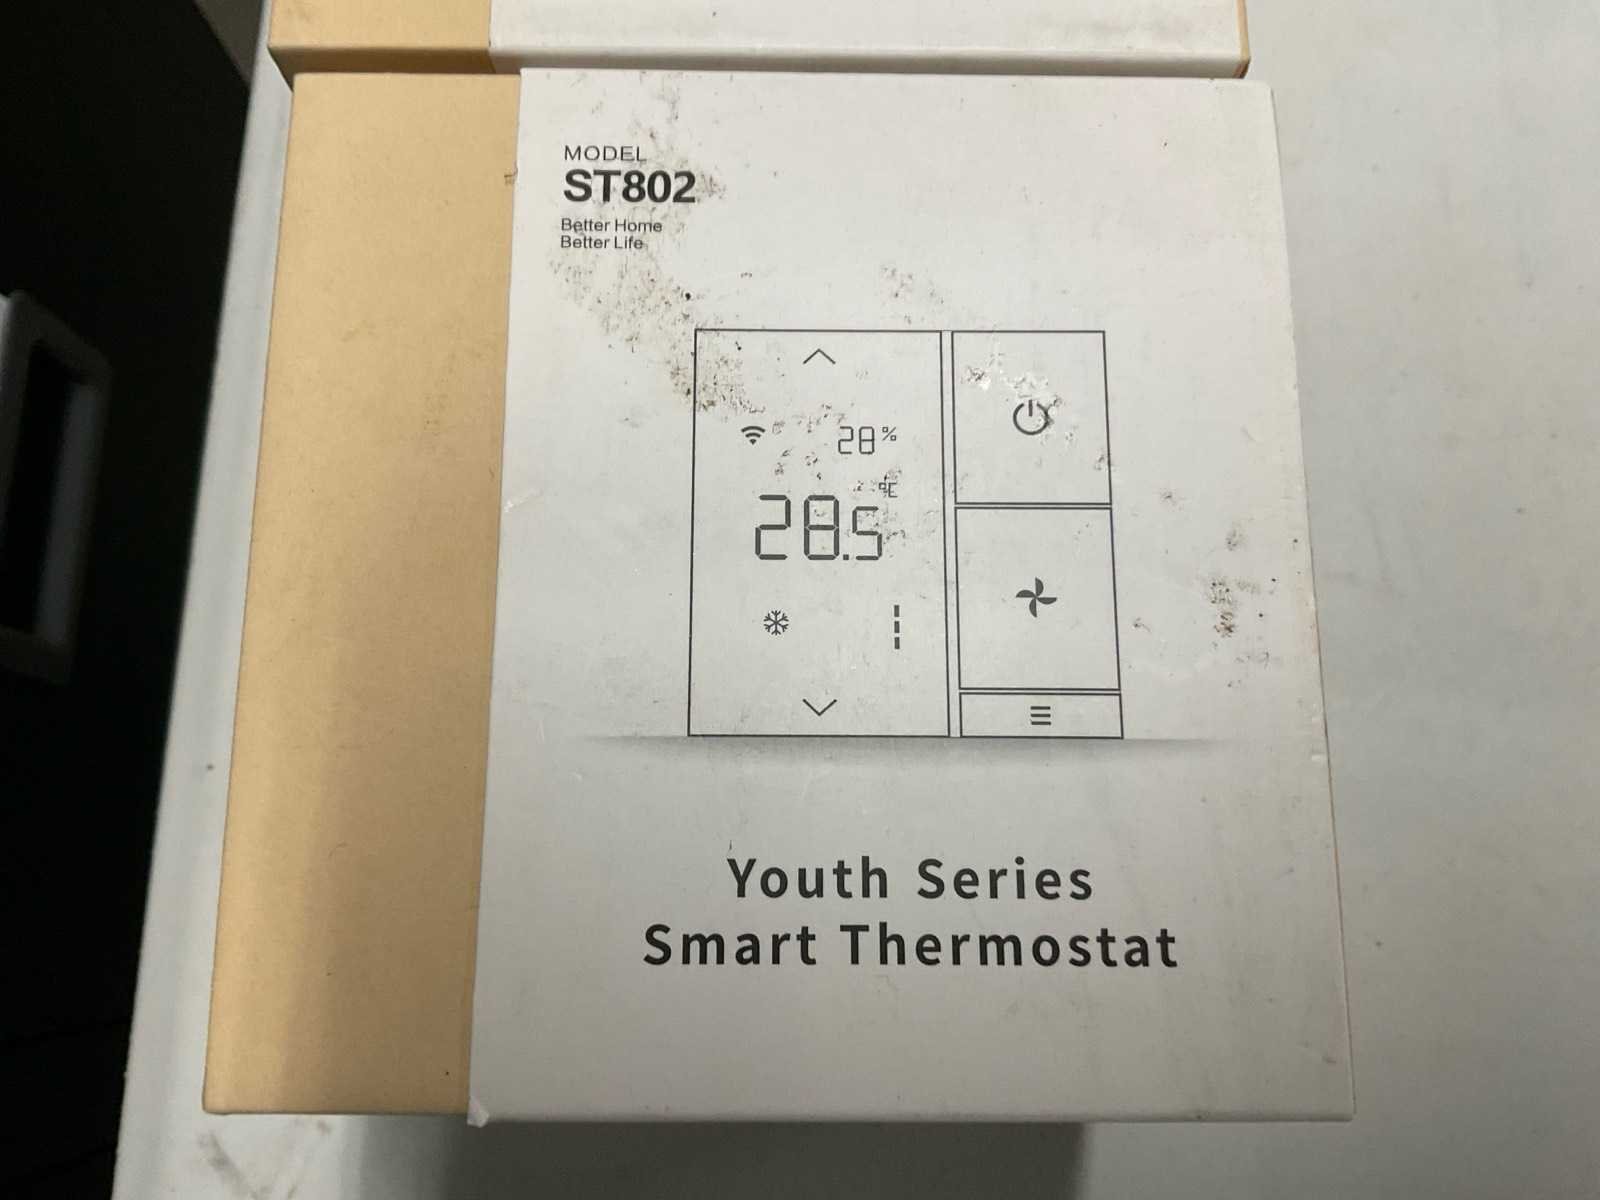 MODEL
ST802
Better Home
Better Life
28%
℃
28.5
Youth Series
Smart Thermostat